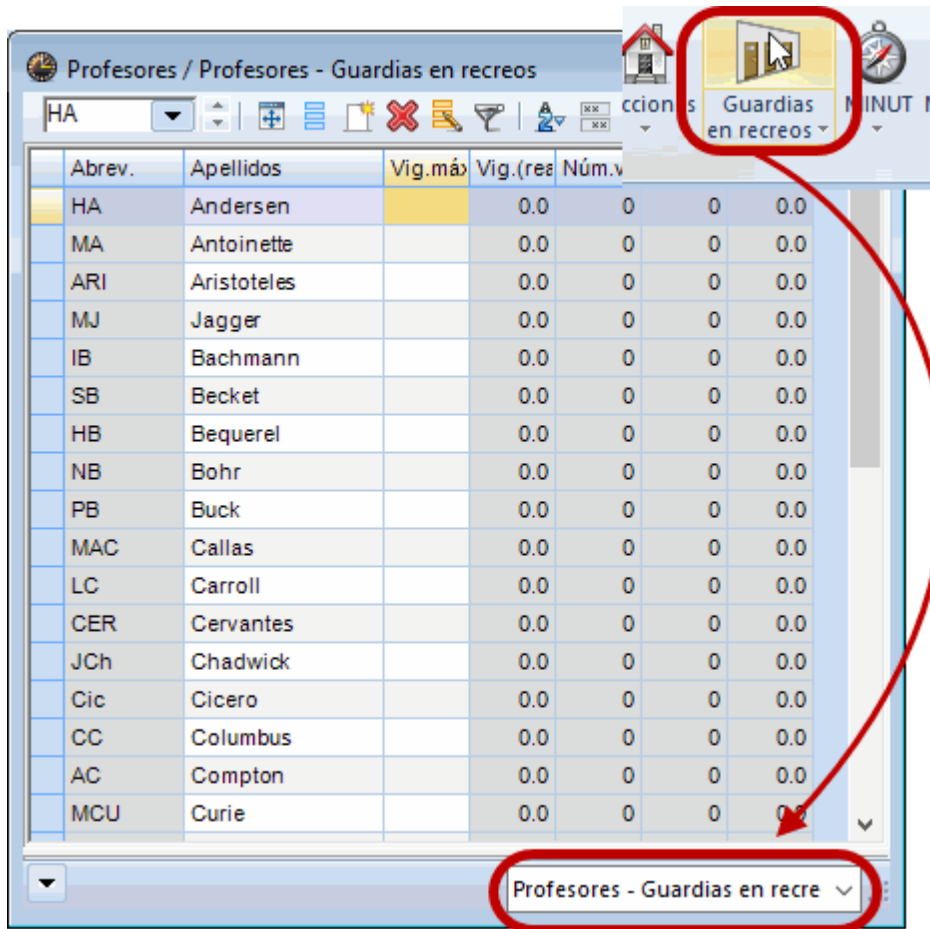 Profesores / Profesores - Guardias en recreos
HA
ccion s
Guardias
en recreos
MINUT
Abrev. Apellidos Vig.máx Vig.(rea Núm.v
HA Andersen 0.0 0 0 0.0
MA Antoinette 0.0 0 0 0.0
ARI Aristoteles 0.0 0 0 0.0
MJ Jagger 0.0 0 0 0.0
IB Bachmann 0.0 0 0 0.0
SB Becket 0.0 0 0 0.0
HB Bequerel 0.0 0 0 0.0
NB Bohr 0.0 0 0 0.0
PB Buck 0.0 0 0 0.0
MAC Callas 0.0 0 0 0.0
LC Carroll 0.0 0 0 0.0
CER Cervantes 0.0 0 0 0.0
JCh Chadwick 0.0 0 0 0.0
Cic Cicero 0.0 0 0 0.0
CC Columbus 0.0 0 0 0.0
AC Compton 0.0 0 0 0.0
MCU Curie 0.0 0 0 0.0
Profesores - Guardias en recre